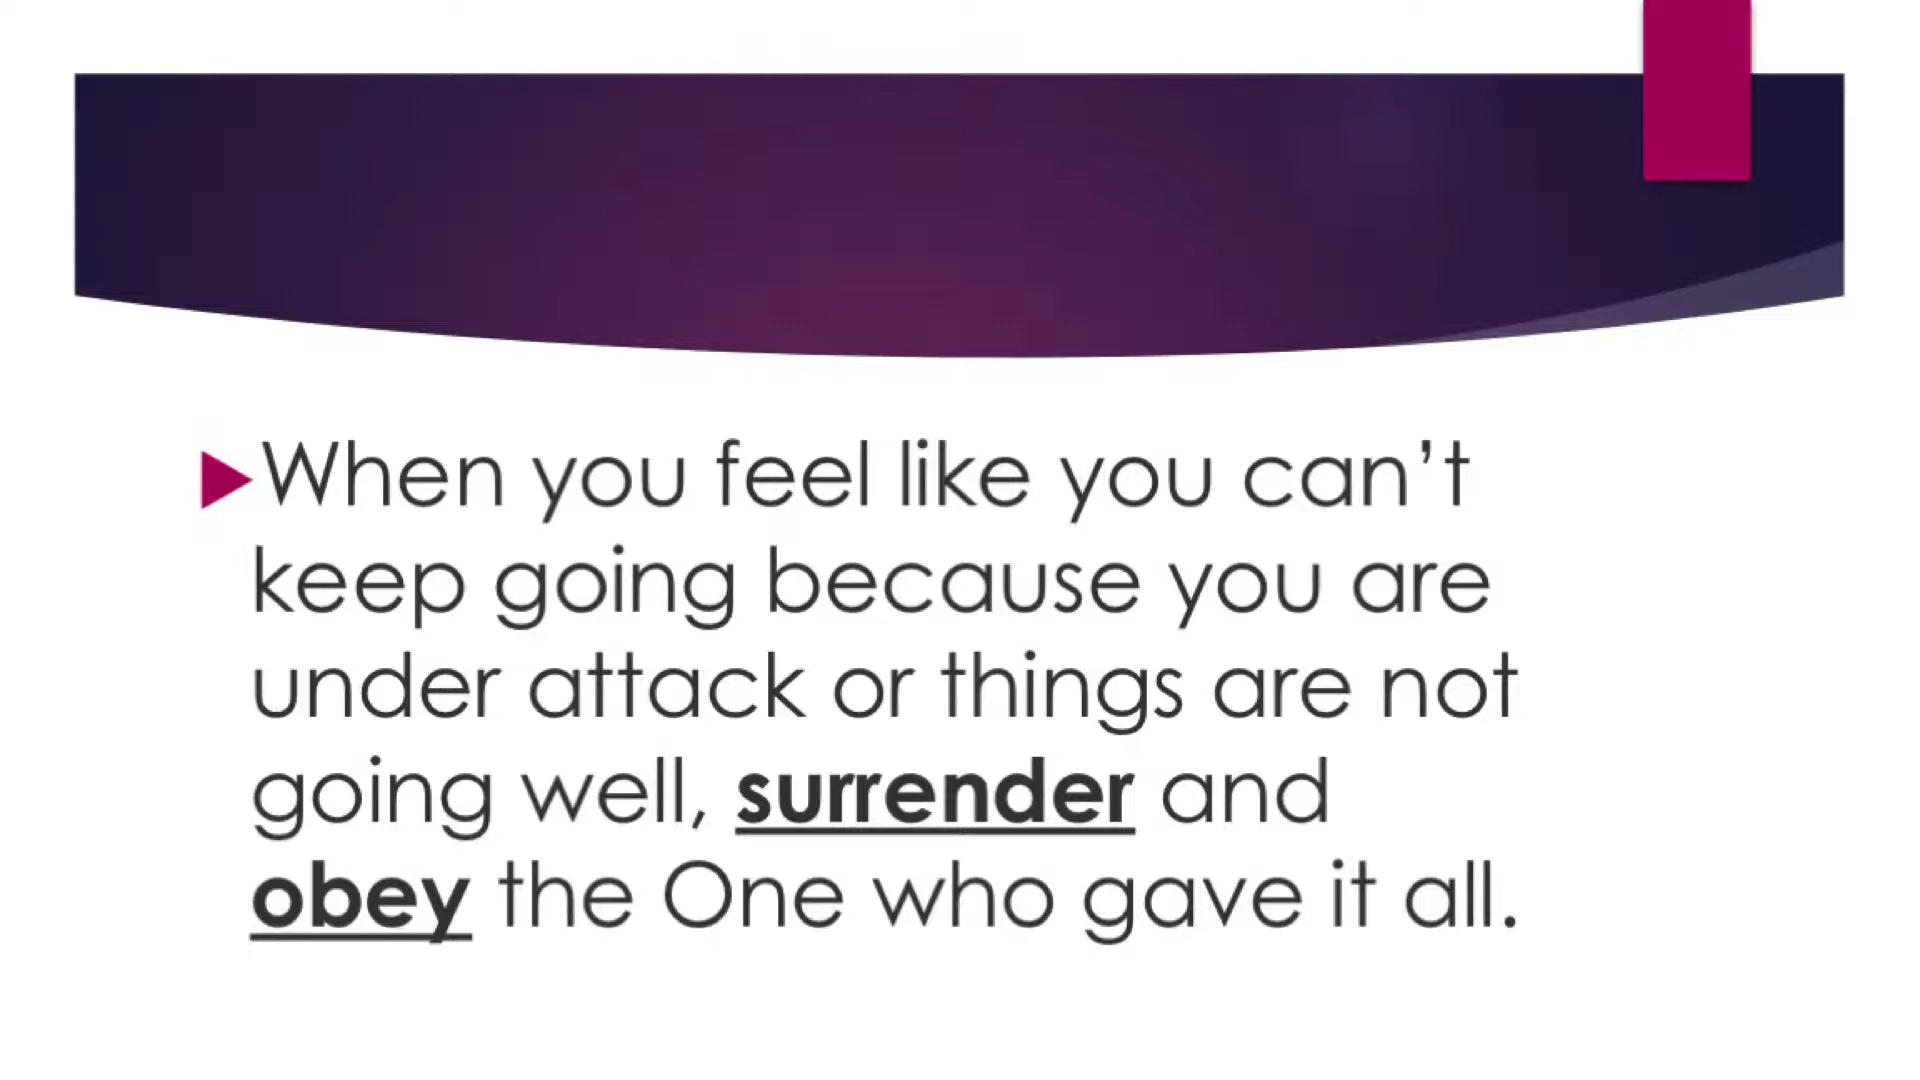 When you feel like you can’t
keep going because you are
under attack or things are not
going well, surrender and
obey the One who gave it all.